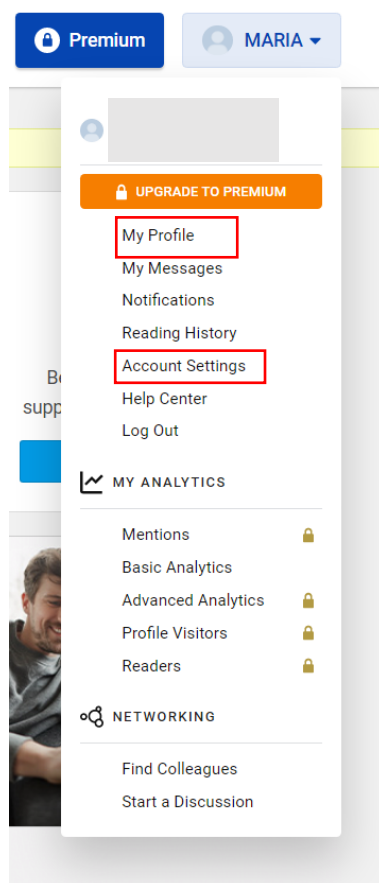 Premium
MARIA
UPGRADE TO PREMIUM
My Profile
My Messages
Notifications
Reading History
Account Settings
Help Center
Log Out
MY ANALYTICS
Mentions
Basic Analytics
Advanced Analytics
Profile Visitors
Readers
NETWORKING
Find Colleagues
Start a Discussion